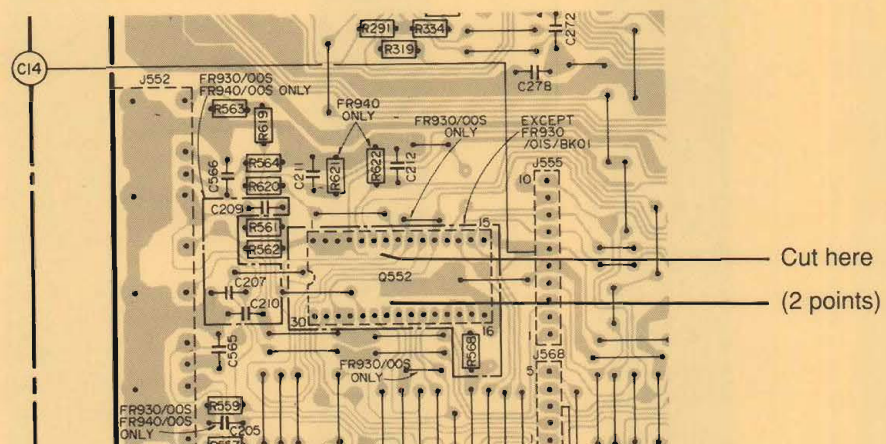 R291
R334
C272
R319
C14
C278
J552
FR930/00S
FR940/00S ONLY
R563
R619
FR940
ONLY
FR930/00S
ONLY
EXCEPT
FR930
/01S/BK01
J555
10
C566
R564
C211
R621
R622
C212
R620
C209
R561
15
R562
Q552
Cut here
C207
(2 points)
C210
30
16
1
C565
R568
J568
FR930/00S
ONLY
5
R559
FR930/00S
FR940/00S
ONLY
C205